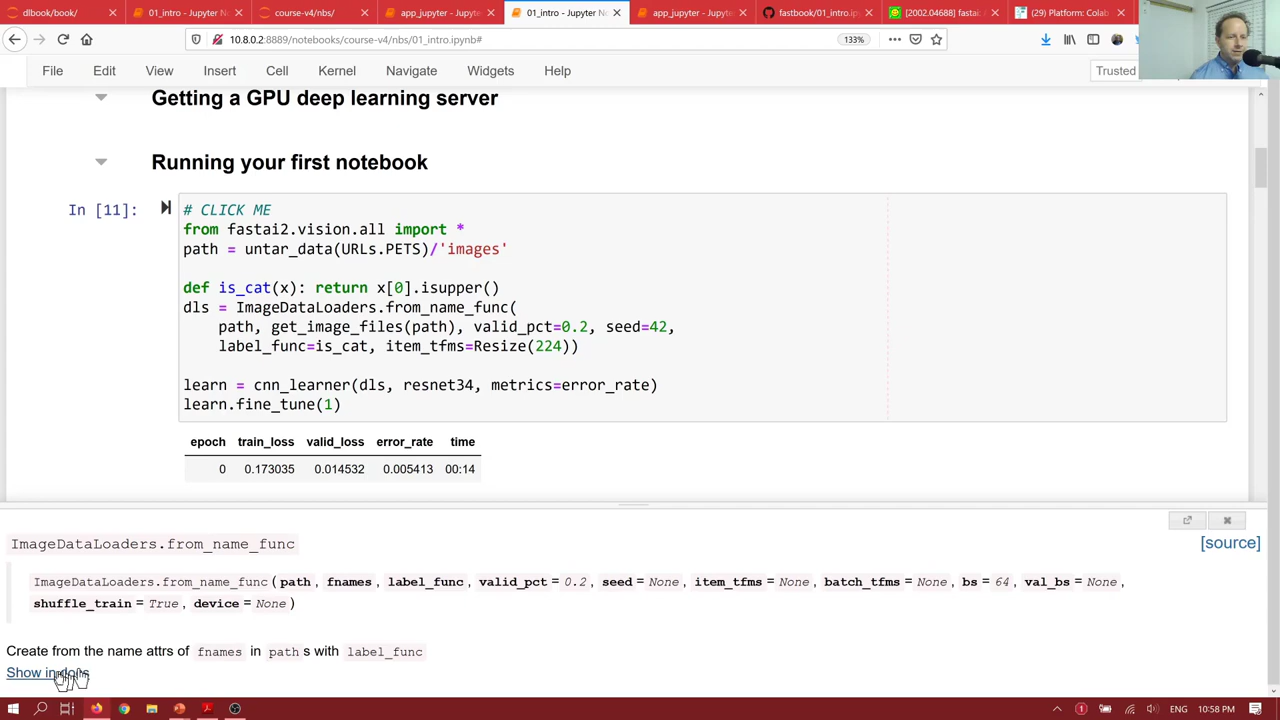 dlbook/book/
01_intro - Jupyter No
course-v4/nbs/
app_jupyter - Jupyte
01_intro - Jupyter No
app_jupyter - Jupyte
fastbook/01_intro.ipy
[2002.04688] fastai:
(29) Platform: Colab
10.8.0.2:8889/notebooks/course-v4/nbs/01_intro.ipynb#
133%
File Edit View Insert Cell Kernel Navigate Widgets Help
Trusted
Getting a GPU deep learning server
Running your first notebook
In [11]:
# CLICK ME
from fastai2.vision.all import *
path = untar_data(URLs.PETS)/'images'
def is_cat(x): return x[0].isupper()
dls = ImageDataLoaders.from_name_func(
path, get_image_files(path), valid_pct=0.2, seed=42,
label_func=is_cat, item_tfms=Resize(224))
learn = cnn_learner(dls, resnet34, metrics=error_rate)
learn.fine_tune(1)
epoch train_loss valid_loss error_rate time
0 0.173035 0.014532 0.005413 00:14
ImageDataLoaders.from_name_func
[source]
ImageDataLoaders.from_name_func(path, fnames, label_func, valid_pct=0.2, seed=None, item_tfms=None, batch_tfms=None, bs=64, val_bs=None,
shuffle_train=True, device=None)
Create from the name attrs of fnames in paths with label_func
Show in docs
ENG 10:58 PM